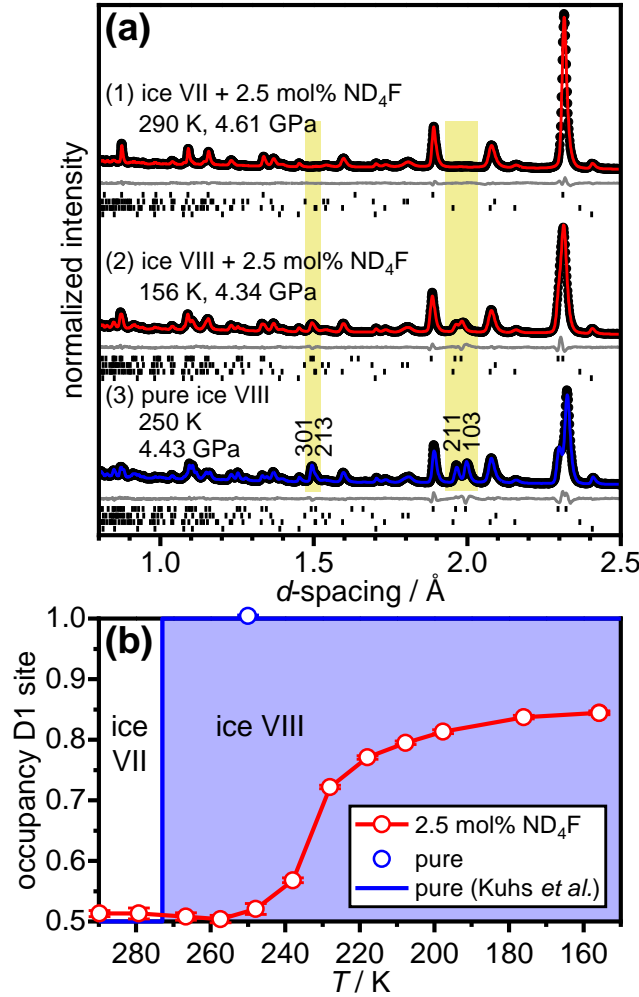 (a)
(1) ice VII + 2.5 mol% ND₄F
290 K, 4.61 GPa
(2) ice VIII + 2.5 mol% ND₄F
156 K, 4.34 GPa
(3) pure ice VIII
250 K
4.43 GPa
301
213
211
103
normalized intensity
1.0 1.5 2.0 2.5
d-spacing / Å
(b)
1.0
0.9
0.8
0.7
0.6
0.5
occupancy D1 site
ice
VII
ice VIII
2.5 mol% ND₄F
pure
pure (Kuhs et al.)
280 260 240 220 200 180 160
T / K